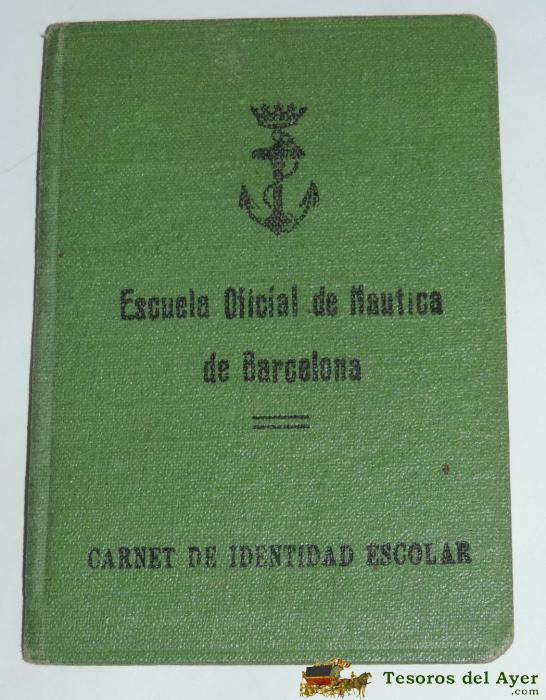 Escuela Oficial de Nautica
de Barcelona
CARNET DE IDENTIDAD ESCOLAR
Tesoros del Ayer
.com